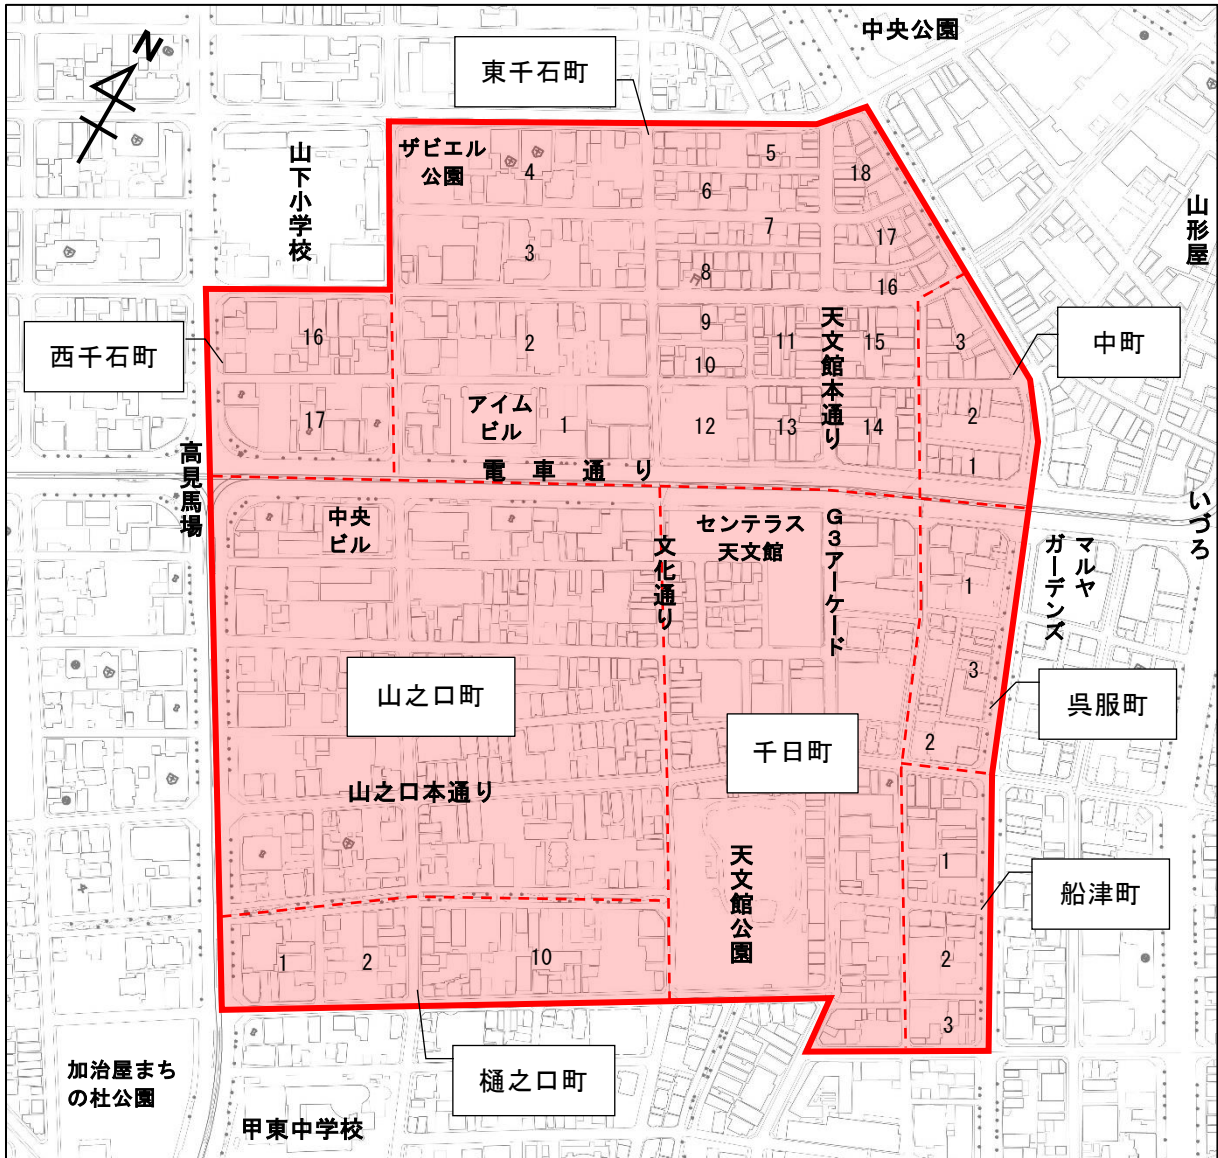 中央公園
N
東千石町
ザビエル
公園
山下小学校
4
5
6
18
山形屋
7
17
3
8
16
西千石町
16
2
9
11
天文館本通り
15
3
中町
10
17
アイム
ビル
1
12
13
14
2
1
高見馬場
電車通り
いづろ
中央
ビル
文化通り
センテラス
天文館
G3アーケード
マルヤ
ガーデンズ
1
山之口町
3
呉服町
千日町
2
山之口本通り
天文館公園
1
船津町
1
2
10
2
3
加治屋まち
の杜公園
樋之口町
甲東中学校